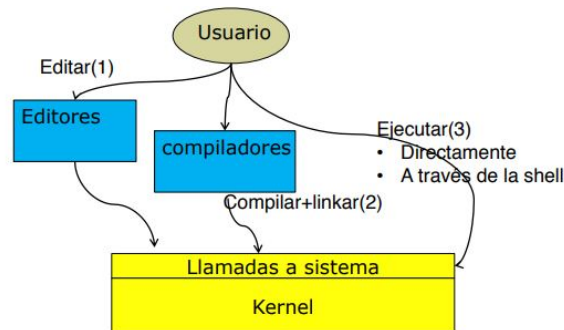 Usuario
Editar(1)
Editores
compiladores
Ejecutar(3)
• Directamente
• A través de la shell
Compilar+linkar(2)
Llamadas a sistema
Kernel